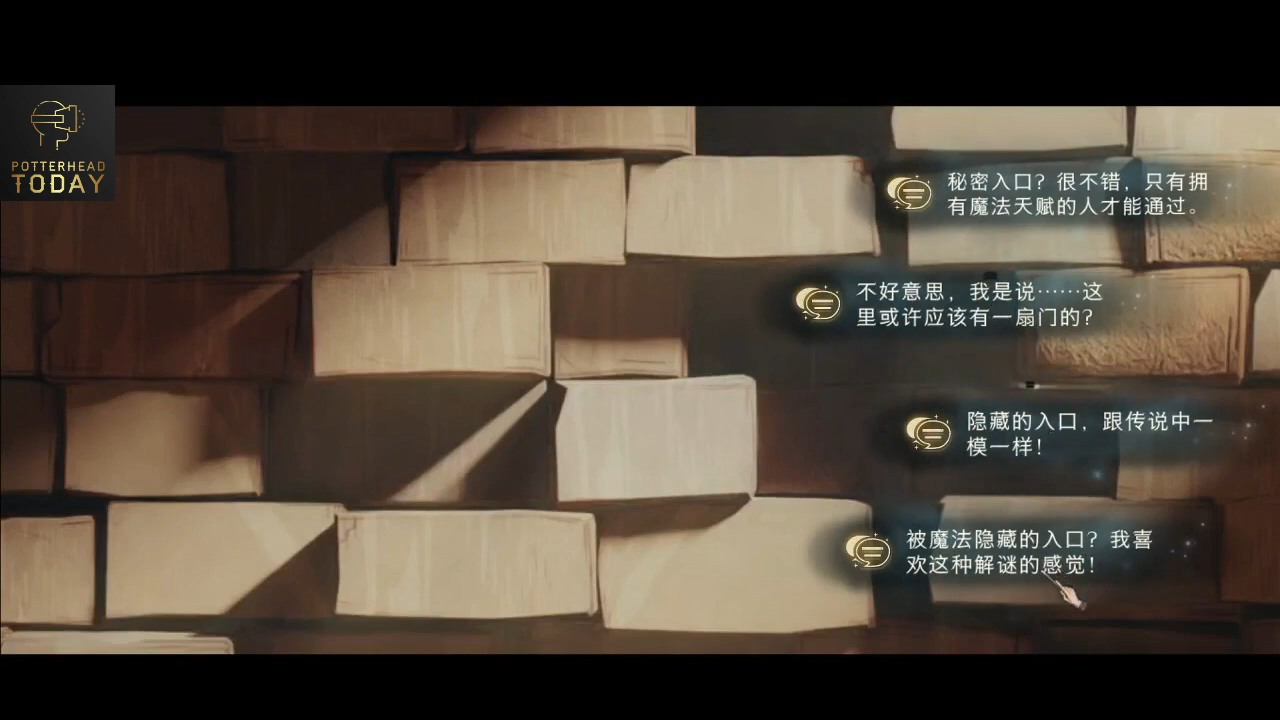 POTTERHEAD
TODAY
秘密入口？很不错，只有拥
有魔法天赋的人才能通过。
不好意思，我是说……这
里或许应该有一扇门的？
隐藏的入口，跟传说中一
模一样！
被魔法隐藏的入口？我喜
欢这种解谜的感觉！